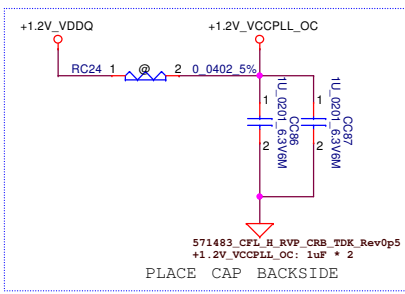 +1.2V_VDDQ
+1.2V_VCCPLL_OC
RC24 1 @ 2 0_0402_5%
1
2
1U_0201_6.3V6M
CC86
1
2
1U_0201_6.3V6M
CC87
571483_CFL_H_RVP_CRB_TDK_Rev0p5
+1.2V_VCCPLL_OC: 1uF * 2
PLACE CAP BACKSIDE